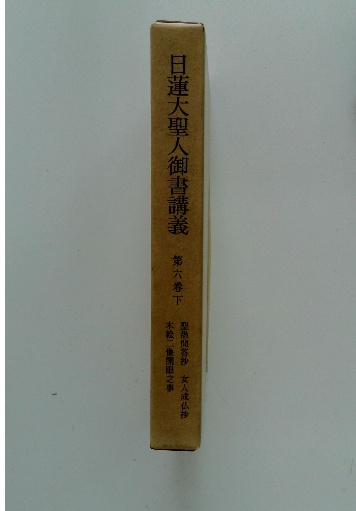 日蓮大聖人御書講義
第六巻下
聖愚問答抄 女人成仏抄
木絵二像開眼之事